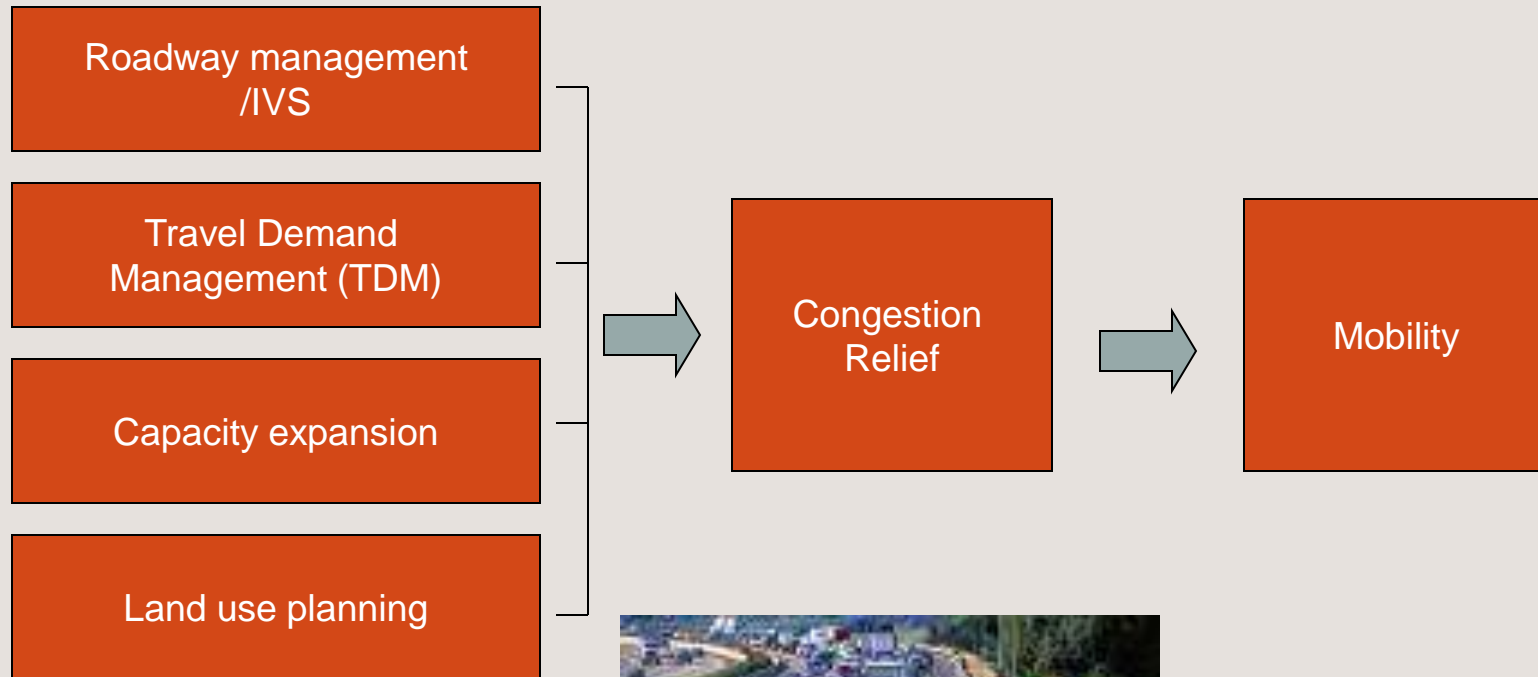 Roadway management
/IVS
Travel Demand
Management (TDM)
Capacity expansion
Land use planning
Congestion
Relief
Mobility